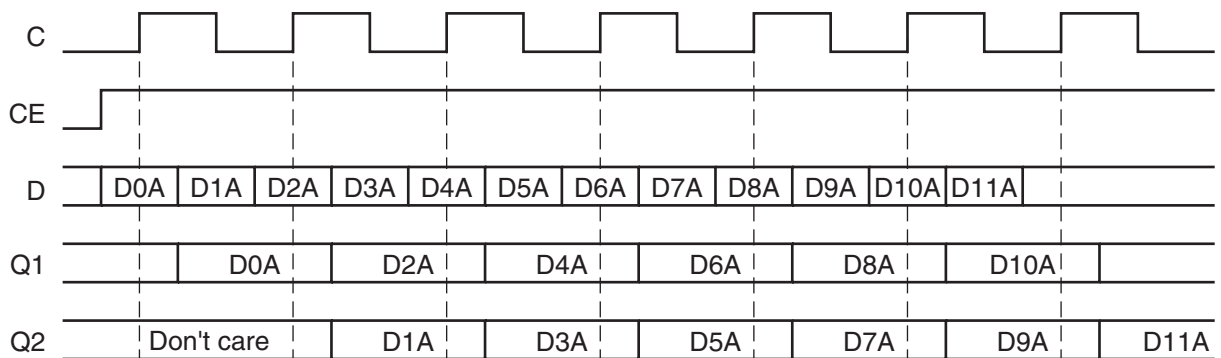 C
CE
D D0A D1A D2A D3A D4A D5A D6A D7A D8A D9A D10A D11A
Q1 D0A D2A D4A D6A D8A D10A
Q2 Don't care D1A D3A D5A D7A D9A D11A